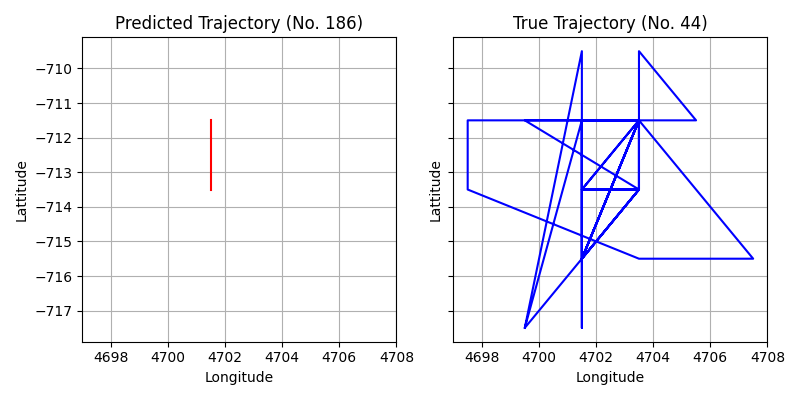 Predicted Trajectory (No. 186)
True Trajectory (No. 44)
Lattitude
−710
−711
−712
−713
−714
−715
−716
−717
4698 4700 4702 4704 4706 4708
Longitude
Lattitude
4698 4700 4702 4704 4706 4708
Longitude